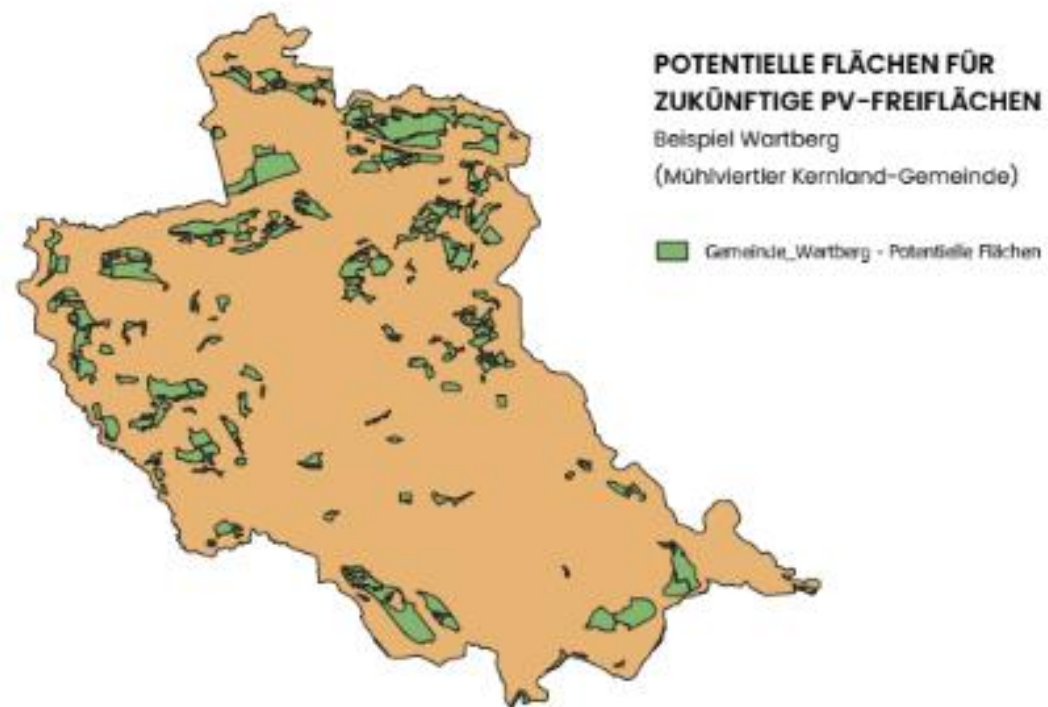 POTENTIELLE FLÄCHEN FÜR
ZUKÜNFTIGE PV-FREIFLÄCHEN
Beispiel Wartberg
(Mühlviertler Kernland-Gemeinde)
Gemeinde_Wartberg - Potentielle Flächen